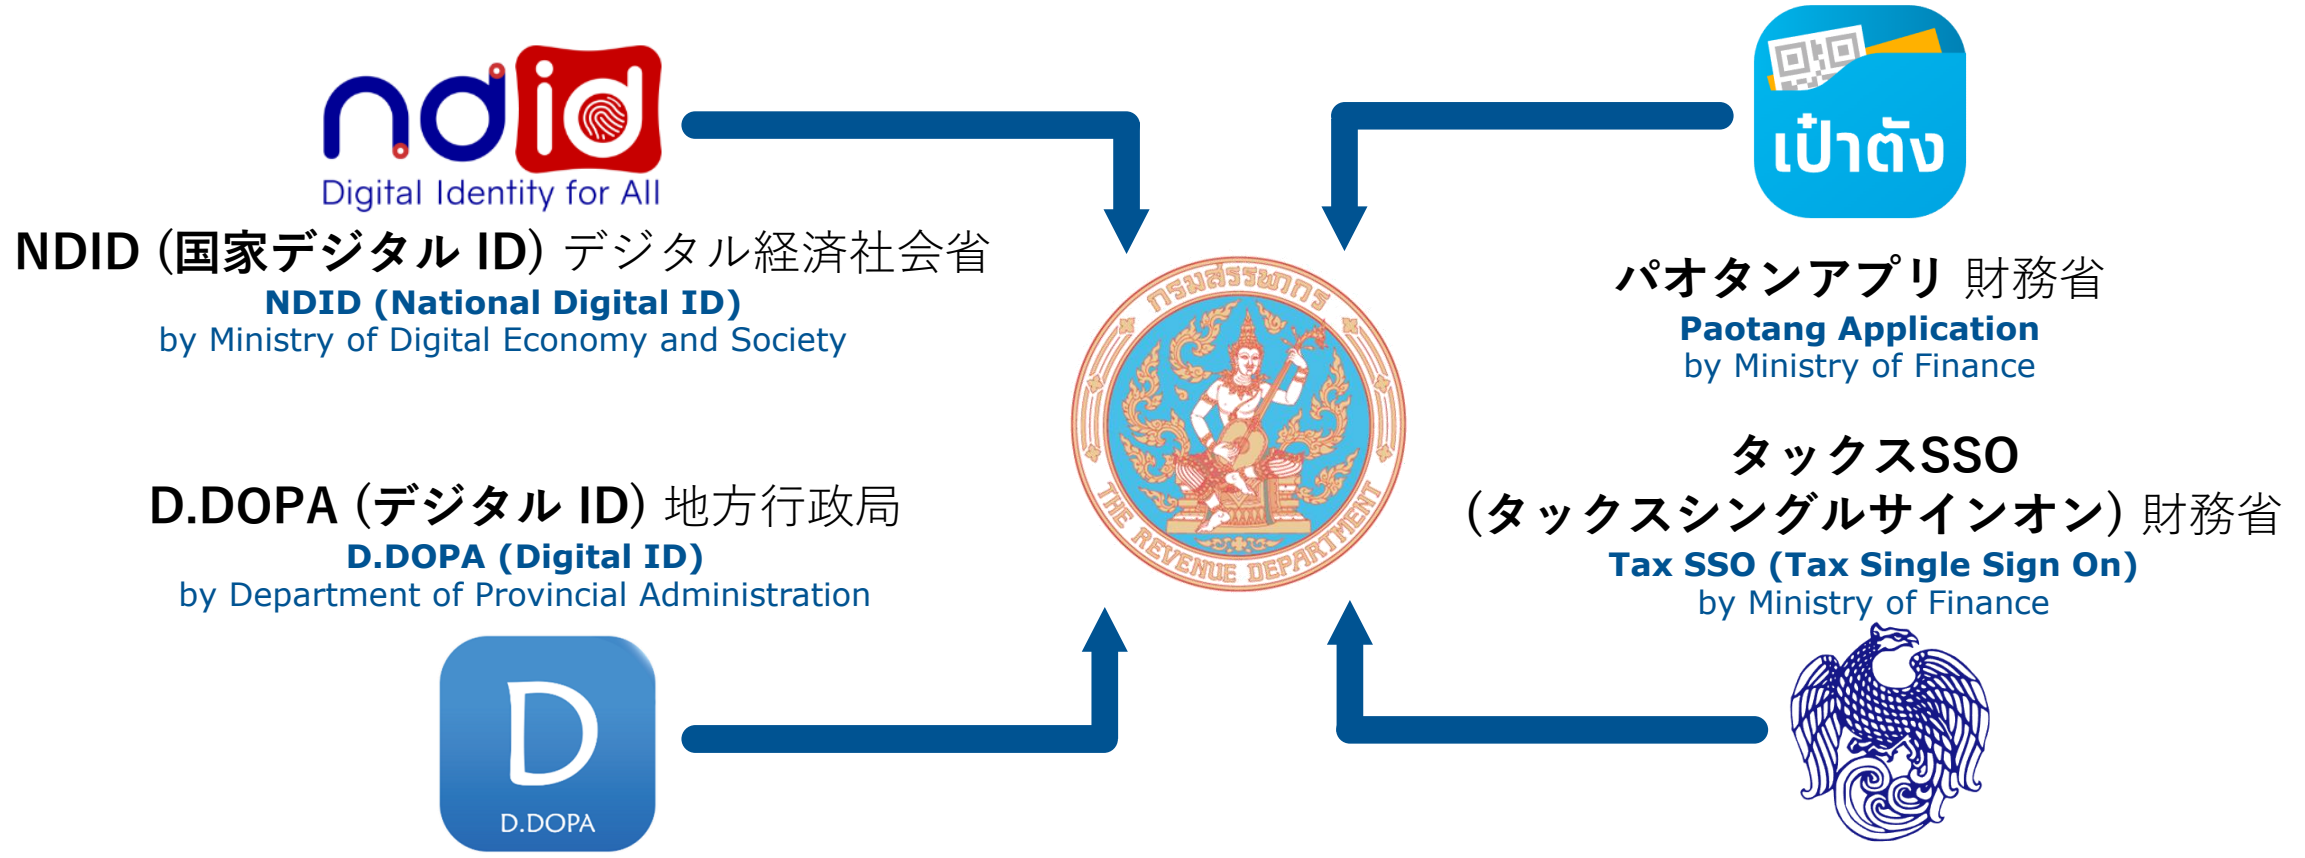 ndid
Digital Identity for All
NDID (国家デジタル ID) デジタル経済社会省
NDID (National Digital ID)
by Ministry of Digital Economy and Society
เป๋าตัง
パオタンアプリ 財務省
Paotang Application
by Ministry of Finance
กรมสรรพากร
THE REVENUE DEPARTMENT
D.DOPA (デジタル ID) 地方行政局
D.DOPA (Digital ID)
by Department of Provincial Administration
D
D.DOPA
タックスSSO
(タックスシングルサインオン) 財務省
Tax SSO (Tax Single Sign On)
by Ministry of Finance